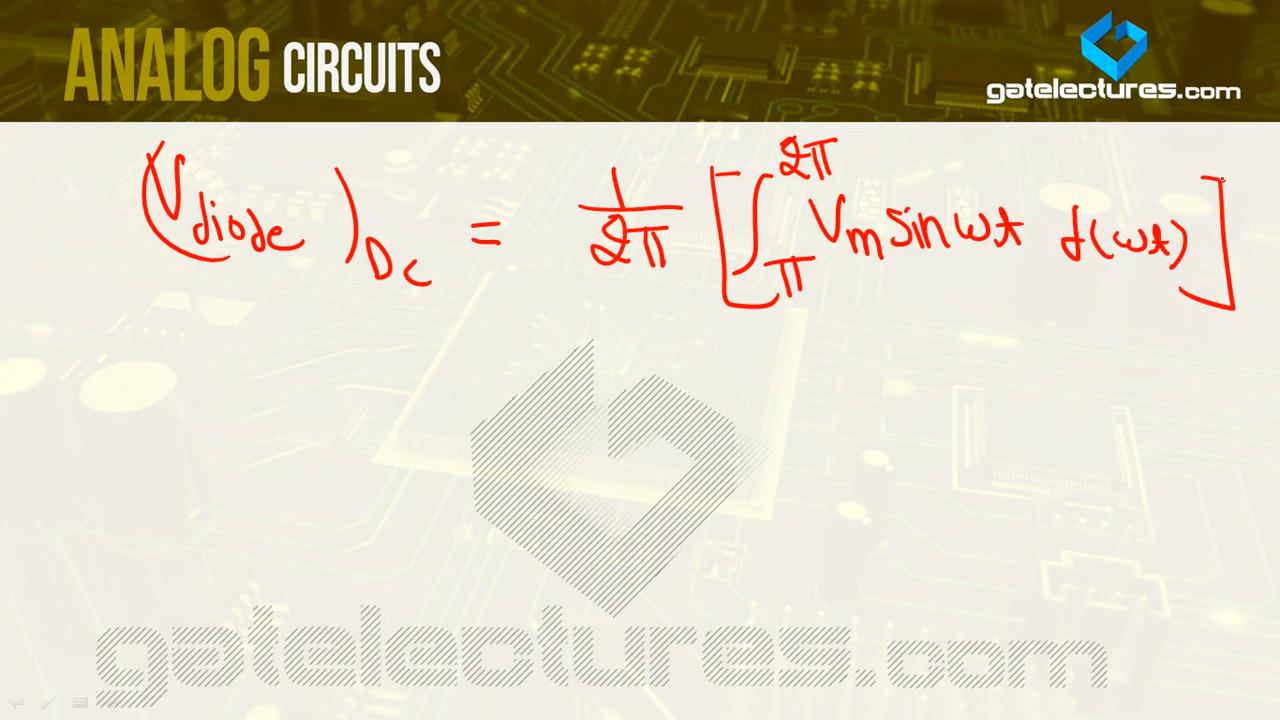 ANALOG CIRCUITS
gatelectures.com
(Vdiode)DC = 1/2π [∫π^2π Vm sin ωt d(ωt)]
gatelectures.com